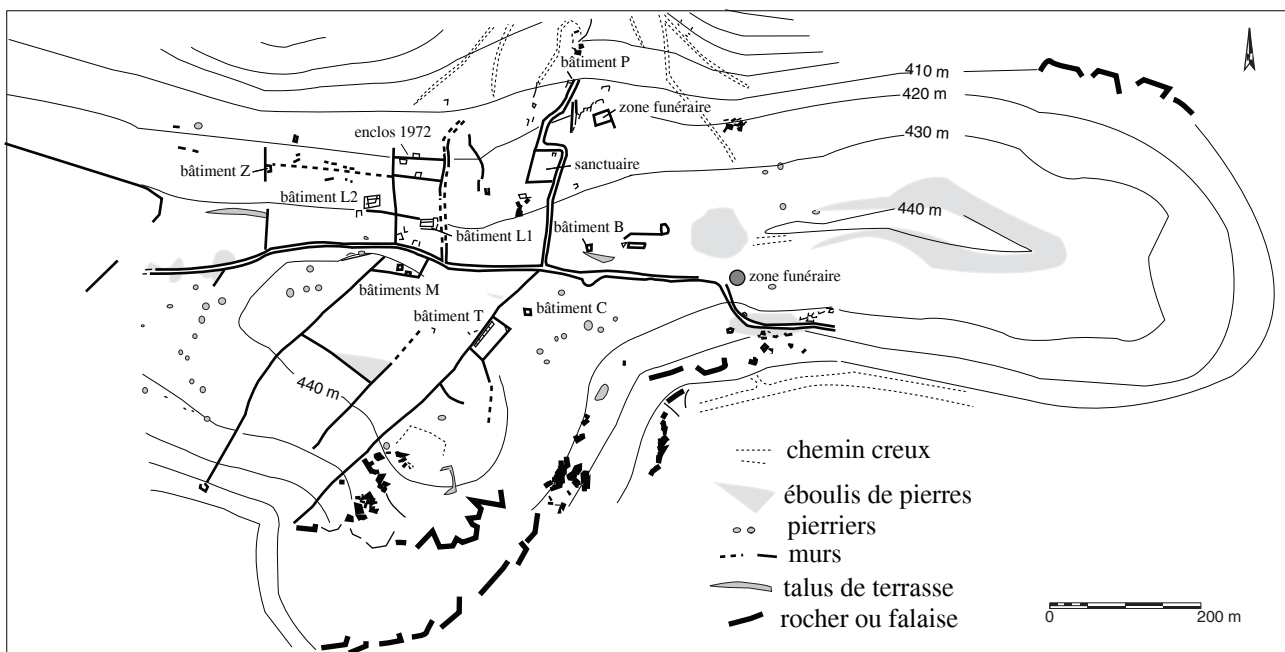 bâtiment P
410 m
420 m
zone funéraire
430 m
enclos 1972
sanctuaire
bâtiment Z
bâtiment L2
440 m
bâtiment B
bâtiment L1
zone funéraire
bâtiments M
bâtiment T
bâtiment C
440 m
chemin creux
éboulis de pierres
pierriers
murs
talus de terrasse
rocher ou falaise
0
200 m